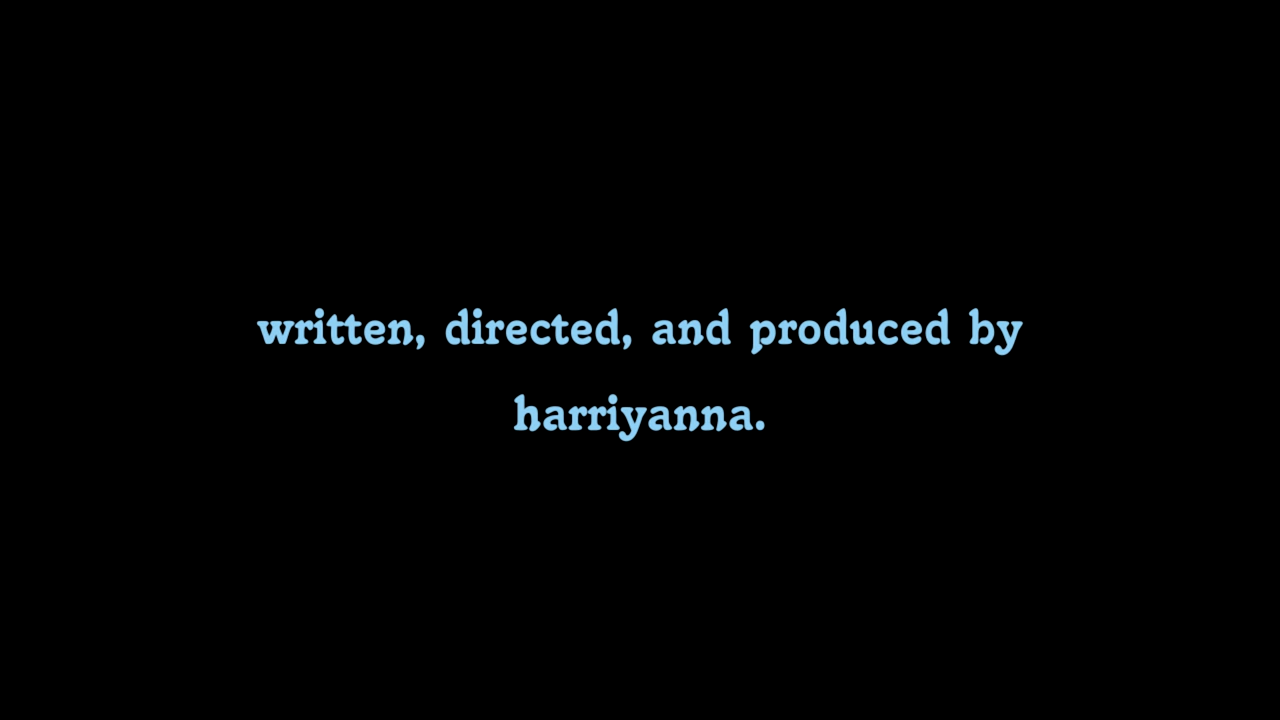 written, directed, and produced by
harriyanna.